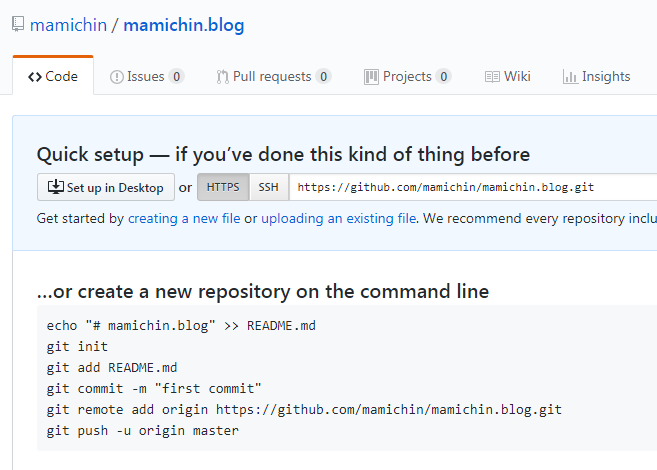 mamichin / mamichin.blog
Code Issues 0 Pull requests 0 Projects 0 Wiki Insights
Quick setup — if you’ve done this kind of thing before
Set up in Desktop or HTTPS SSH https://github.com/mamichin/mamichin.blog.git
Get started by creating a new file or uploading an existing file. We recommend every repository inclu
…or create a new repository on the command line
echo "# mamichin.blog" >> README.md
git init
git add README.md
git commit -m "first commit"
git remote add origin https://github.com/mamichin/mamichin.blog.git
git push -u origin master